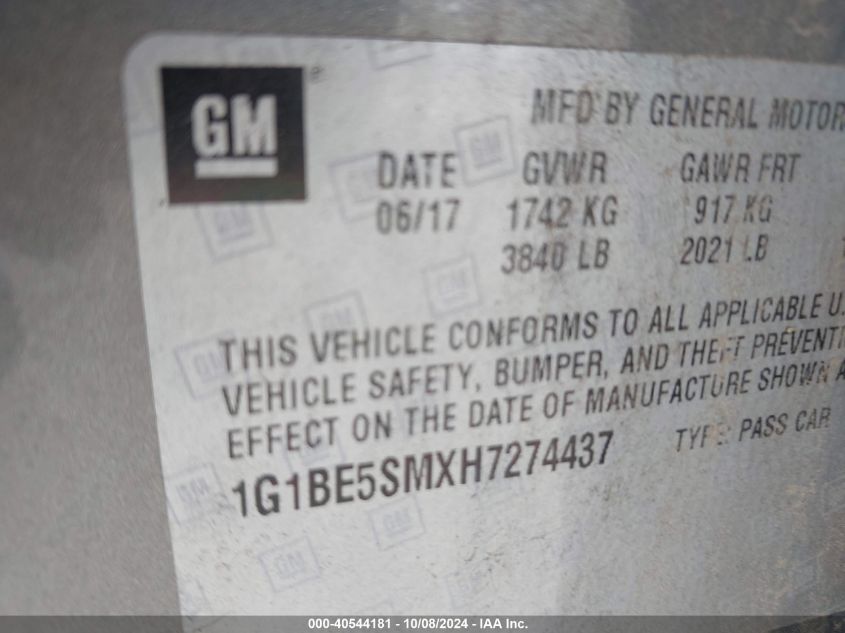 GM
MFD BY GENERAL MOTOR
DATE GVWR GAWR FRT
06/17 1742 KG 917 KG
3840 LB 2021 LB
THIS VEHICLE CONFORMS TO ALL APPLICABLE U.
VEHICLE SAFETY, BUMPER, AND THEFT PREVENTI
EFFECT ON THE DATE OF MANUFACTURE SHOWN A
1G1BE5SMXH7274437 TYPE: PASS CAR
000-40544181 - 10/08/2024 - IAA Inc.